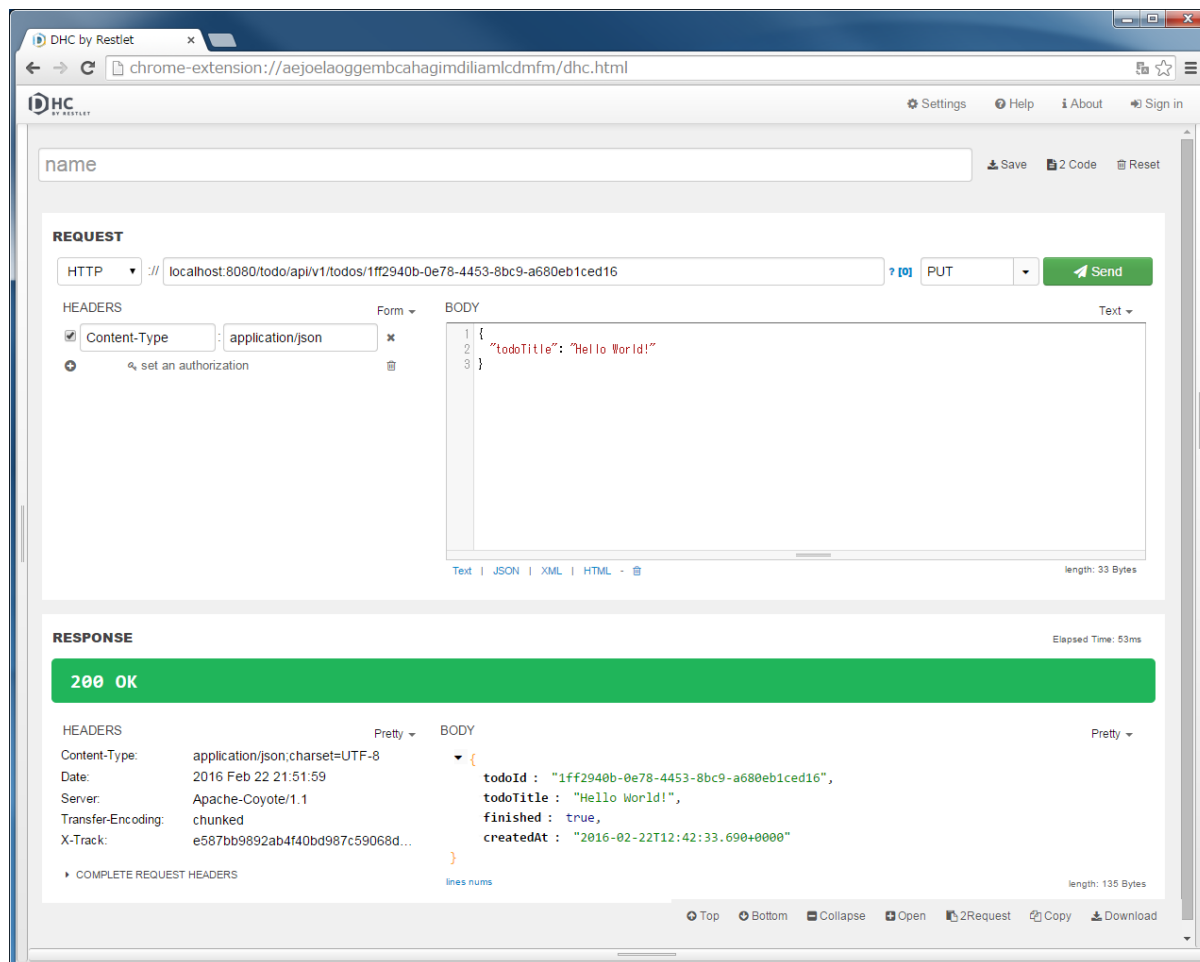 DHC by Restlet
chrome-extension://aejoelaoggembcahagimdiliamlcdmfm/dhc.html
DHC BY RESTLET
Settings Help About Sign in
name
Save 2 Code Reset
REQUEST
HTTP :// localhost:8080/todo/api/v1/todos/1ff2940b-0e78-4453-8bc9-a680eb1ced16 ? [0] PUT Send
HEADERS Form BODY Text
Content-Type : application/json
set an authorization
1 {
2 "todoTitle": "Hello World!"
3 }
Text | JSON | XML | HTML - length: 33 Bytes
RESPONSE Elapsed Time: 53ms
200 OK
HEADERS Pretty BODY Pretty
Content-Type: application/json;charset=UTF-8
Date: 2016 Feb 22 21:51:59
Server: Apache-Coyote/1.1
Transfer-Encoding: chunked
X-Track: e587bb9892ab4f40bd987c59068d...
COMPLETE REQUEST HEADERS
{
todoId : "1ff2940b-0e78-4453-8bc9-a680eb1ced16",
todoTitle : "Hello World!",
finished : true,
createdAt : "2016-02-22T12:42:33.690+0000"
}
lines nums length: 135 Bytes
Top Bottom Collapse Open 2Request Copy Download